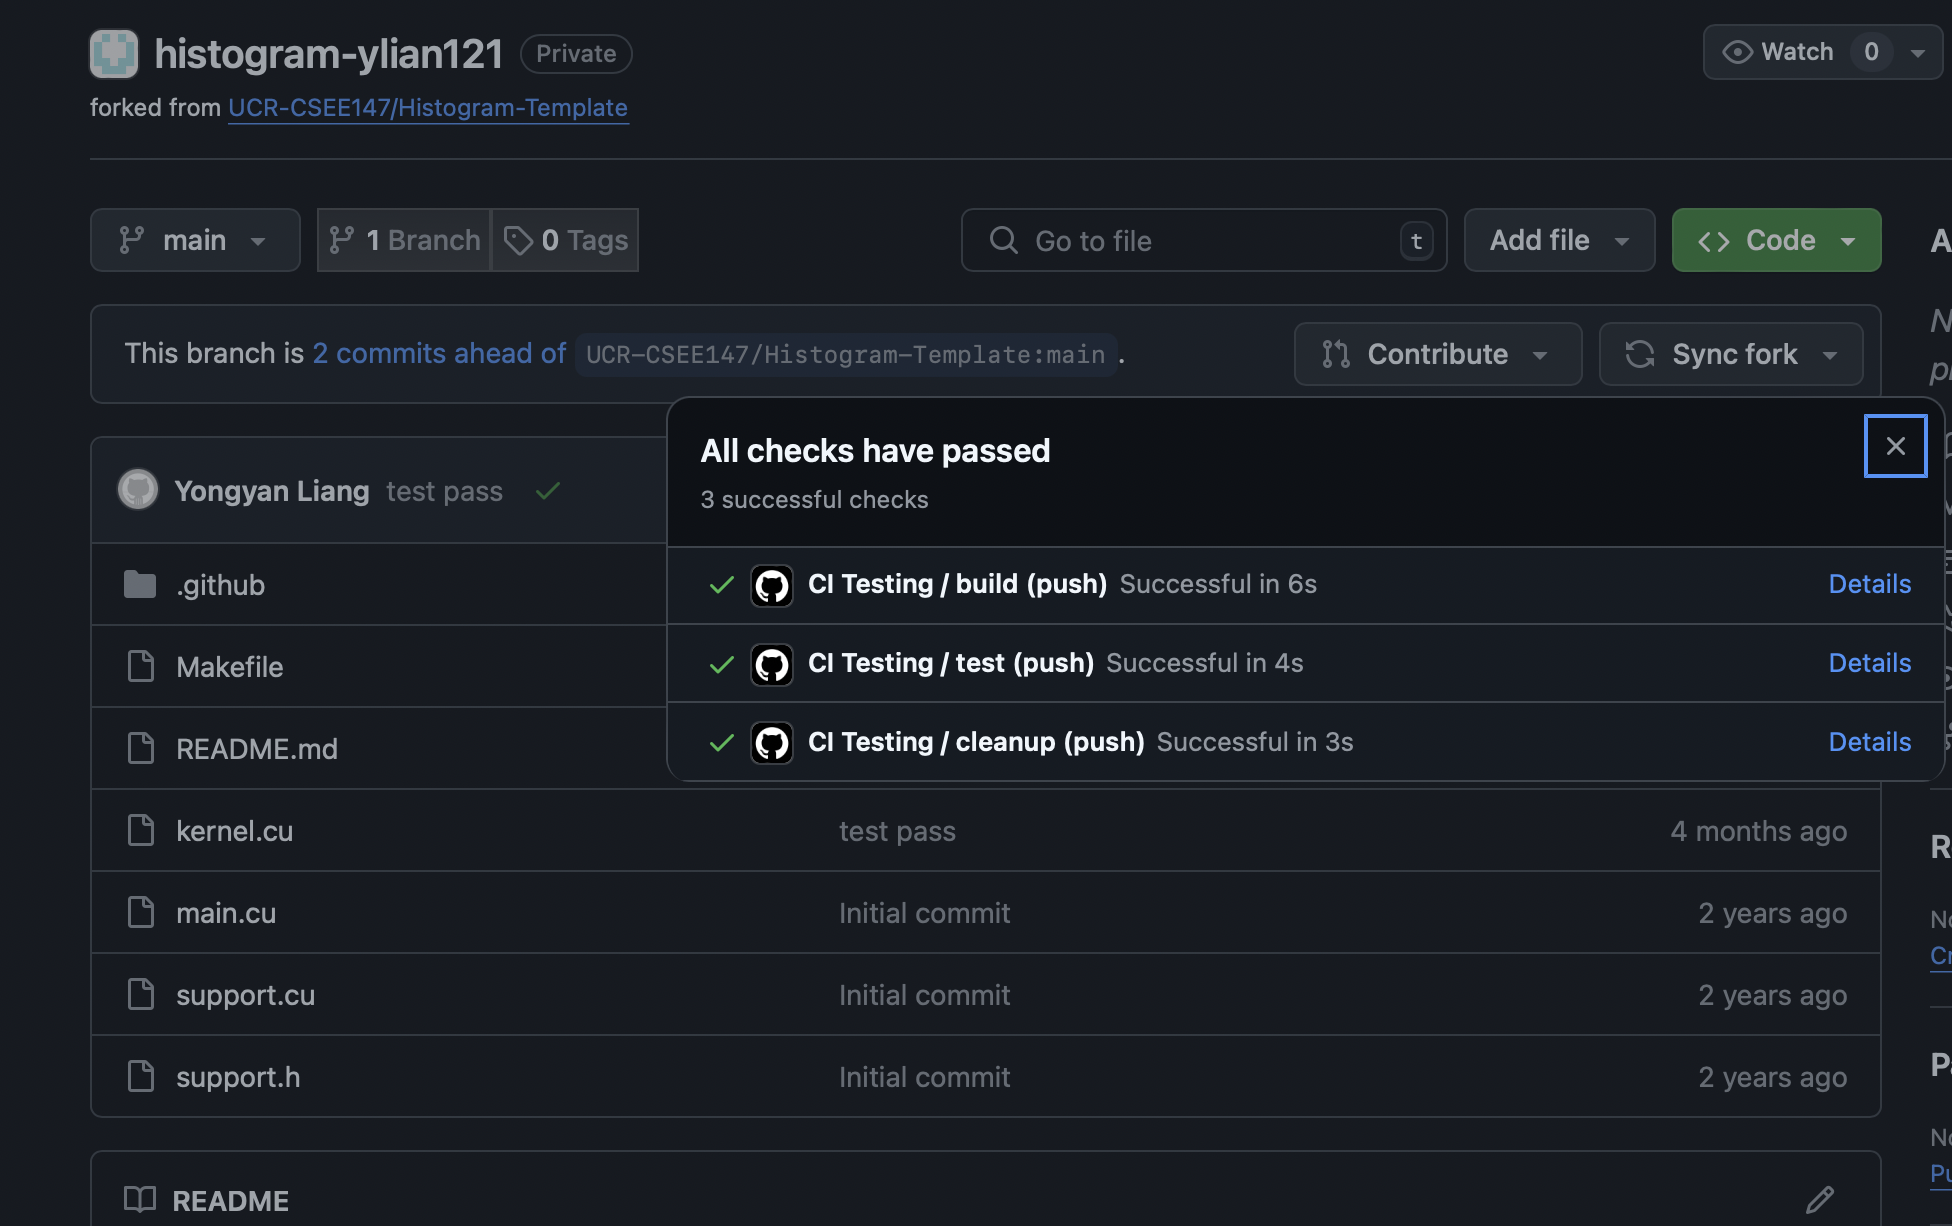 histogram-ylian121 Private
Watch 0
forked from UCR-CSEE147/Histogram-Template
main 1 Branch 0 Tags Go to file t Add file Code
This branch is 2 commits ahead of UCR-CSEE147/Histogram-Template:main . Contribute Sync fork
All checks have passed
3 successful checks
Yongyan Liang test pass
CI Testing / build (push) Successful in 6s Details
.github
CI Testing / test (push) Successful in 4s Details
Makefile
CI Testing / cleanup (push) Successful in 3s Details
README.md
kernel.cu test pass 4 months ago
main.cu Initial commit 2 years ago
support.cu Initial commit 2 years ago
support.h Initial commit 2 years ago
README